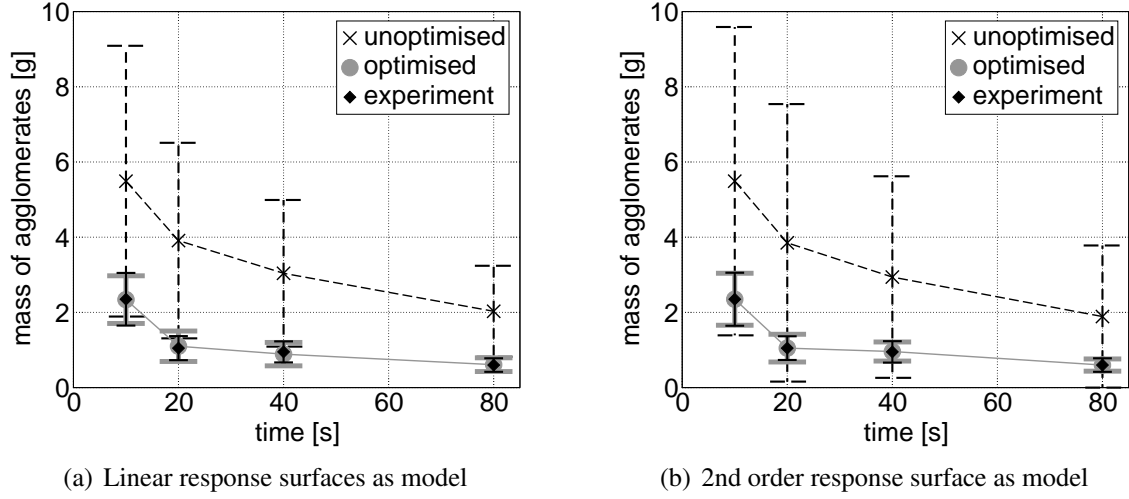 10
8
6
4
2
0
mass of agglomerates [g]
unoptimised
optimised
experiment
0 20 40 60 80
time [s]
(a) Linear response surfaces as model
10
8
6
4
2
0
mass of agglomerates [g]
unoptimised
optimised
experiment
0 20 40 60 80
time [s]
(b) 2nd order response surface as model